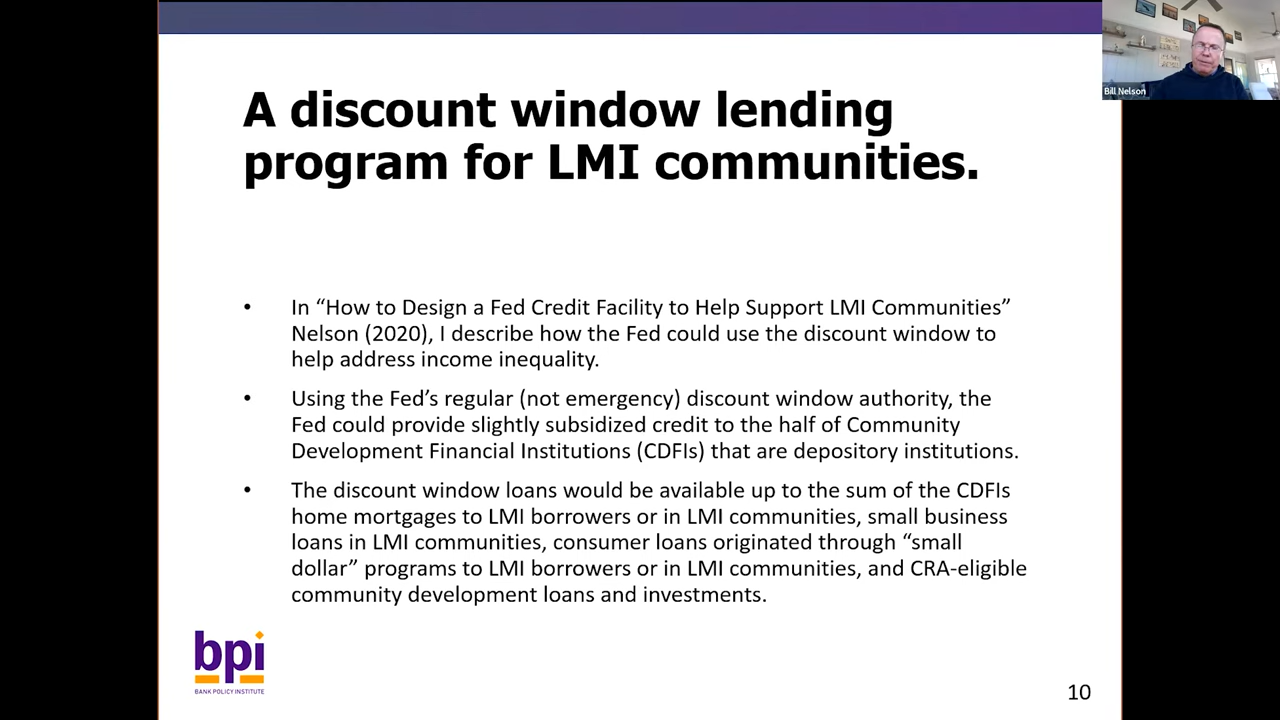 Bill Nelson
A discount window lending
program for LMI communities.
• In “How to Design a Fed Credit Facility to Help Support LMI Communities”
Nelson (2020), I describe how the Fed could use the discount window to
help address income inequality.
• Using the Fed’s regular (not emergency) discount window authority, the
Fed could provide slightly subsidized credit to the half of Community
Development Financial Institutions (CDFIs) that are depository institutions.
• The discount window loans would be available up to the sum of the CDFIs
home mortgages to LMI borrowers or in LMI communities, small business
loans in LMI communities, consumer loans originated through “small
dollar” programs to LMI borrowers or in LMI communities, and CRA-eligible
community development loans and investments.
bpi
BANK POLICY INSTITUTE
10